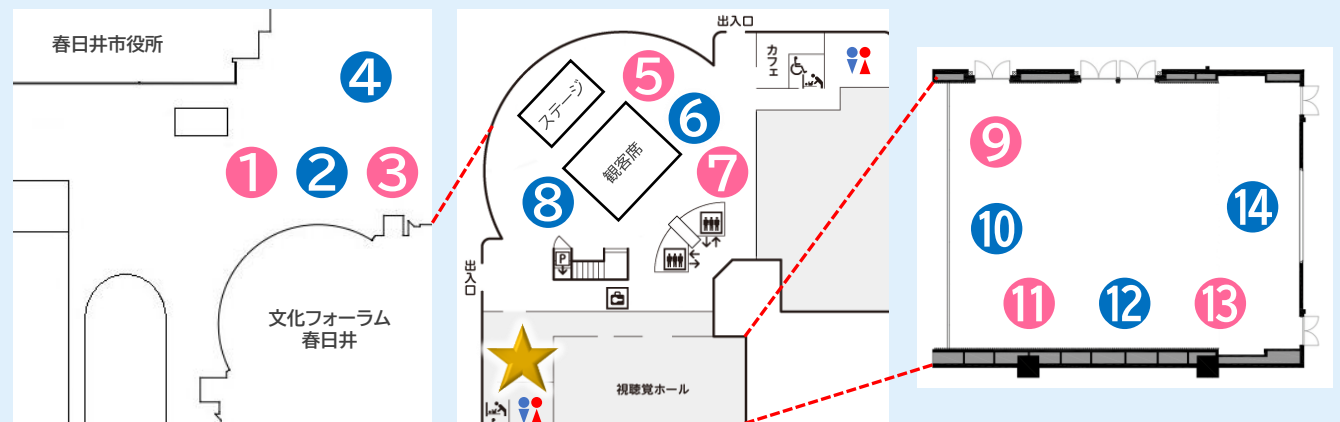 春日井市役所
4
1
2
3
文化フォーラム
春日井
出入口
カフェ
5
ステージ
6
観客席
7
8
P
出入口
視聴覚ホール
9
10
14
11
12
13